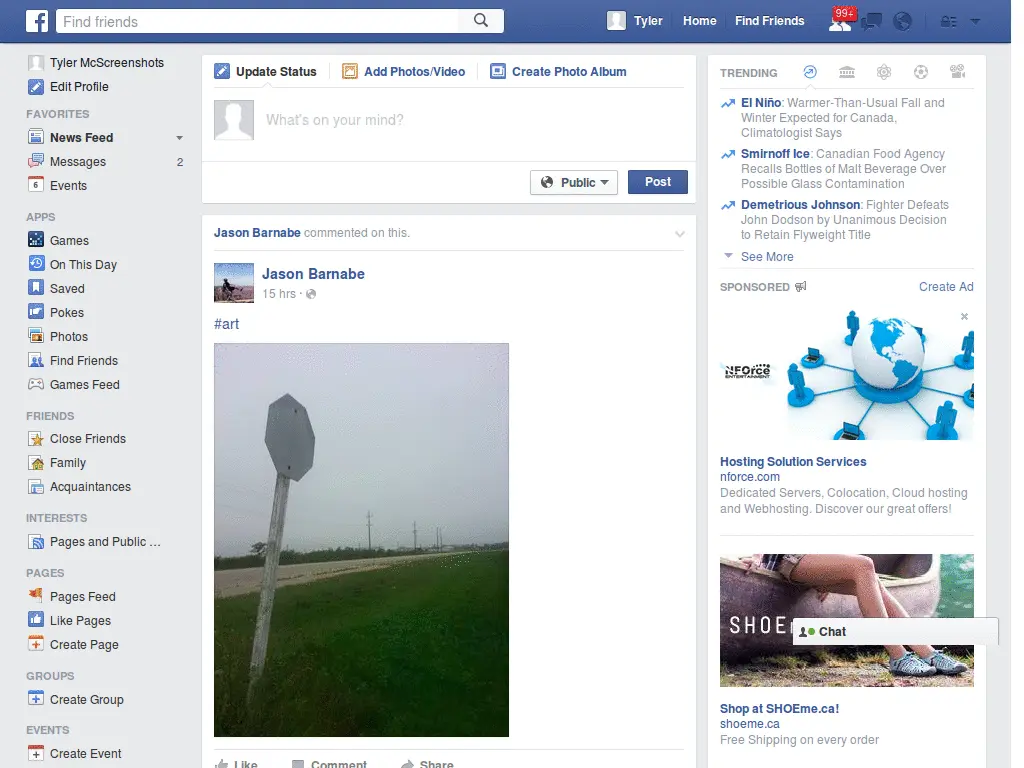 f
Find friends
Tyler
Home
Find Friends
99+
Tyler McScreenshots
Edit Profile
FAVORITES
News Feed
Messages 2
6 Events
APPS
Games
On This Day
Saved
Pokes
Photos
Find Friends
Games Feed
FRIENDS
Close Friends
Family
Acquaintances
INTERESTS
Pages and Public ...
PAGES
Pages Feed
Like Pages
Create Page
GROUPS
Create Group
EVENTS
Create Event
Update Status
Add Photos/Video
Create Photo Album
What's on your mind?
Public
Post
Jason Barnabe commented on this.
Jason Barnabe
15 hrs ·
#art
Like
Comment
Share
TRENDING
El Niño: Warmer-Than-Usual Fall and
Winter Expected for Canada,
Climatologist Says
Smirnoff Ice: Canadian Food Agency
Recalls Bottles of Malt Beverage Over
Possible Glass Contamination
Demetrious Johnson: Fighter Defeats
John Dodson by Unanimous Decision
to Retain Flyweight Title
See More
SPONSORED
Create Ad
NFOrce
ENTERTAINMENT
Hosting Solution Services
nforce.com
Dedicated Servers, Colocation, Cloud hosting
and Webhosting. Discover our great offers!
Chat
Shop at SHOEme.ca!
shoeme.ca
Free Shipping on every order